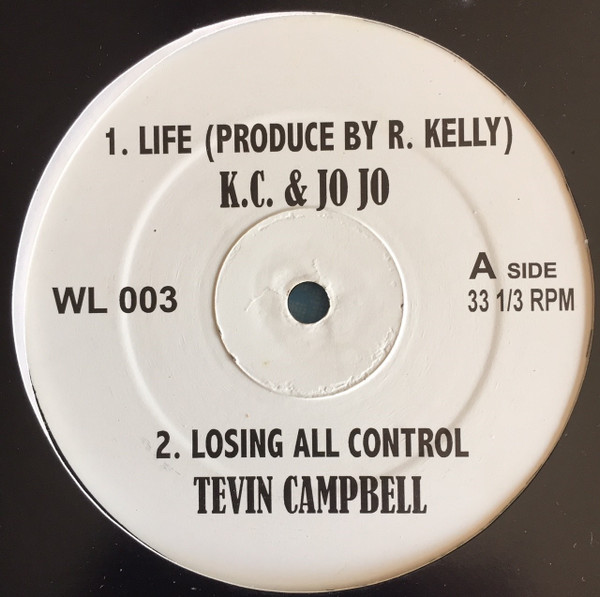 1. LIFE (PRODUCE BY R. KELLY)
K.C. & JO JO
WL 003
A SIDE
33 1/3 RPM
2. LOSING ALL CONTROL
TEVIN CAMPBELL